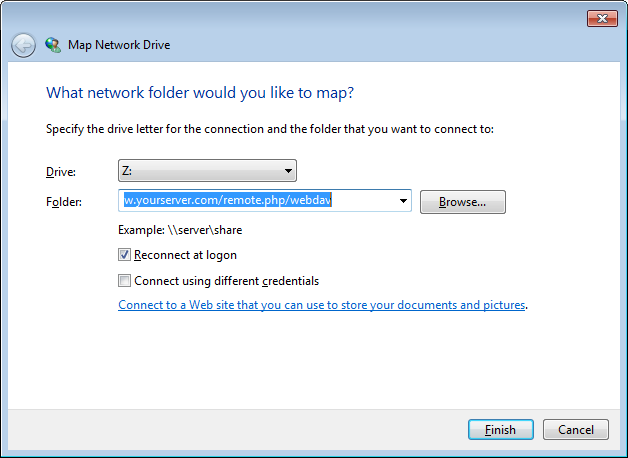 Map Network Drive
What network folder would you like to map?
Specify the drive letter for the connection and the folder that you want to connect to:
Drive: Z:
Folder: w.yourserver.com/remote.php/webdav Browse...
Example: \\server\share
Reconnect at logon
Connect using different credentials
Connect to a Web site that you can use to store your documents and pictures.
Finish Cancel